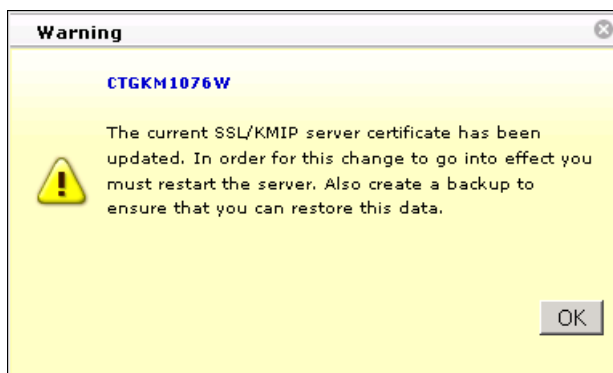 Warning
CTGKM1076W
The current SSL/KMIP server certificate has been
updated. In order for this change to go into effect you
must restart the server. Also create a backup to
ensure that you can restore this data.
OK